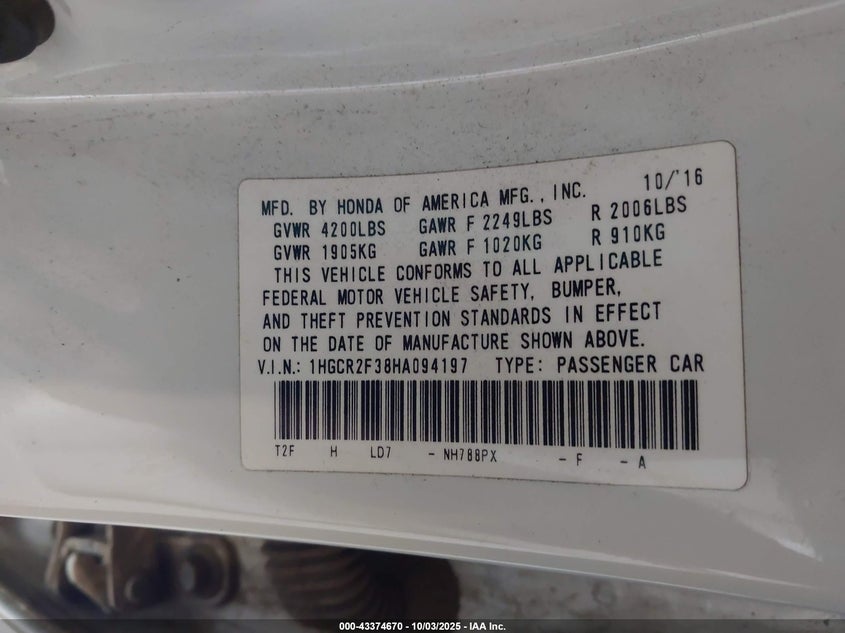 MFD. BY HONDA OF AMERICA MFG., INC. 10/'16
GVWR 4200LBS GAWR F 2249LBS R 2006LBS
GVWR 1905KG GAWR F 1020KG R 910KG
THIS VEHICLE CONFORMS TO ALL APPLICABLE
FEDERAL MOTOR VEHICLE SAFETY, BUMPER,
AND THEFT PREVENTION STANDARDS IN EFFECT
ON THE DATE OF MANUFACTURE SHOWN ABOVE.
V.I.N.: 1HGCR2F38HA094197 TYPE: PASSENGER CAR
T2F H LD7 - NH788PX - F - A
000-43374670 - 10/03/2025 - IAA Inc.